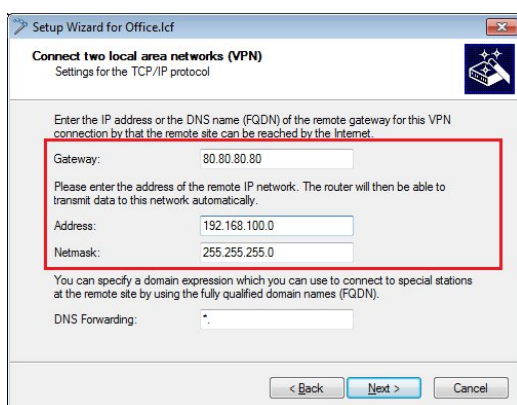 Setup Wizard for Office.lcf
Connect two local area networks (VPN)
Settings for the TCP/IP protocol
Enter the IP address or the DNS name (FQDN) of the remote gateway for this VPN
connection by that the remote site can be reached by the Internet.
Gateway: 80.80.80.80
Please enter the address of the remote IP network. The router will then be able to
transmit data to this network automatically.
Address: 192.168.100.0
Netmask: 255.255.255.0
You can specify a domain expression which you can use to connect to special stations
at the remote site by using the fully qualified domain names (FQDN).
DNS Forwarding: *.
< Back Next > Cancel